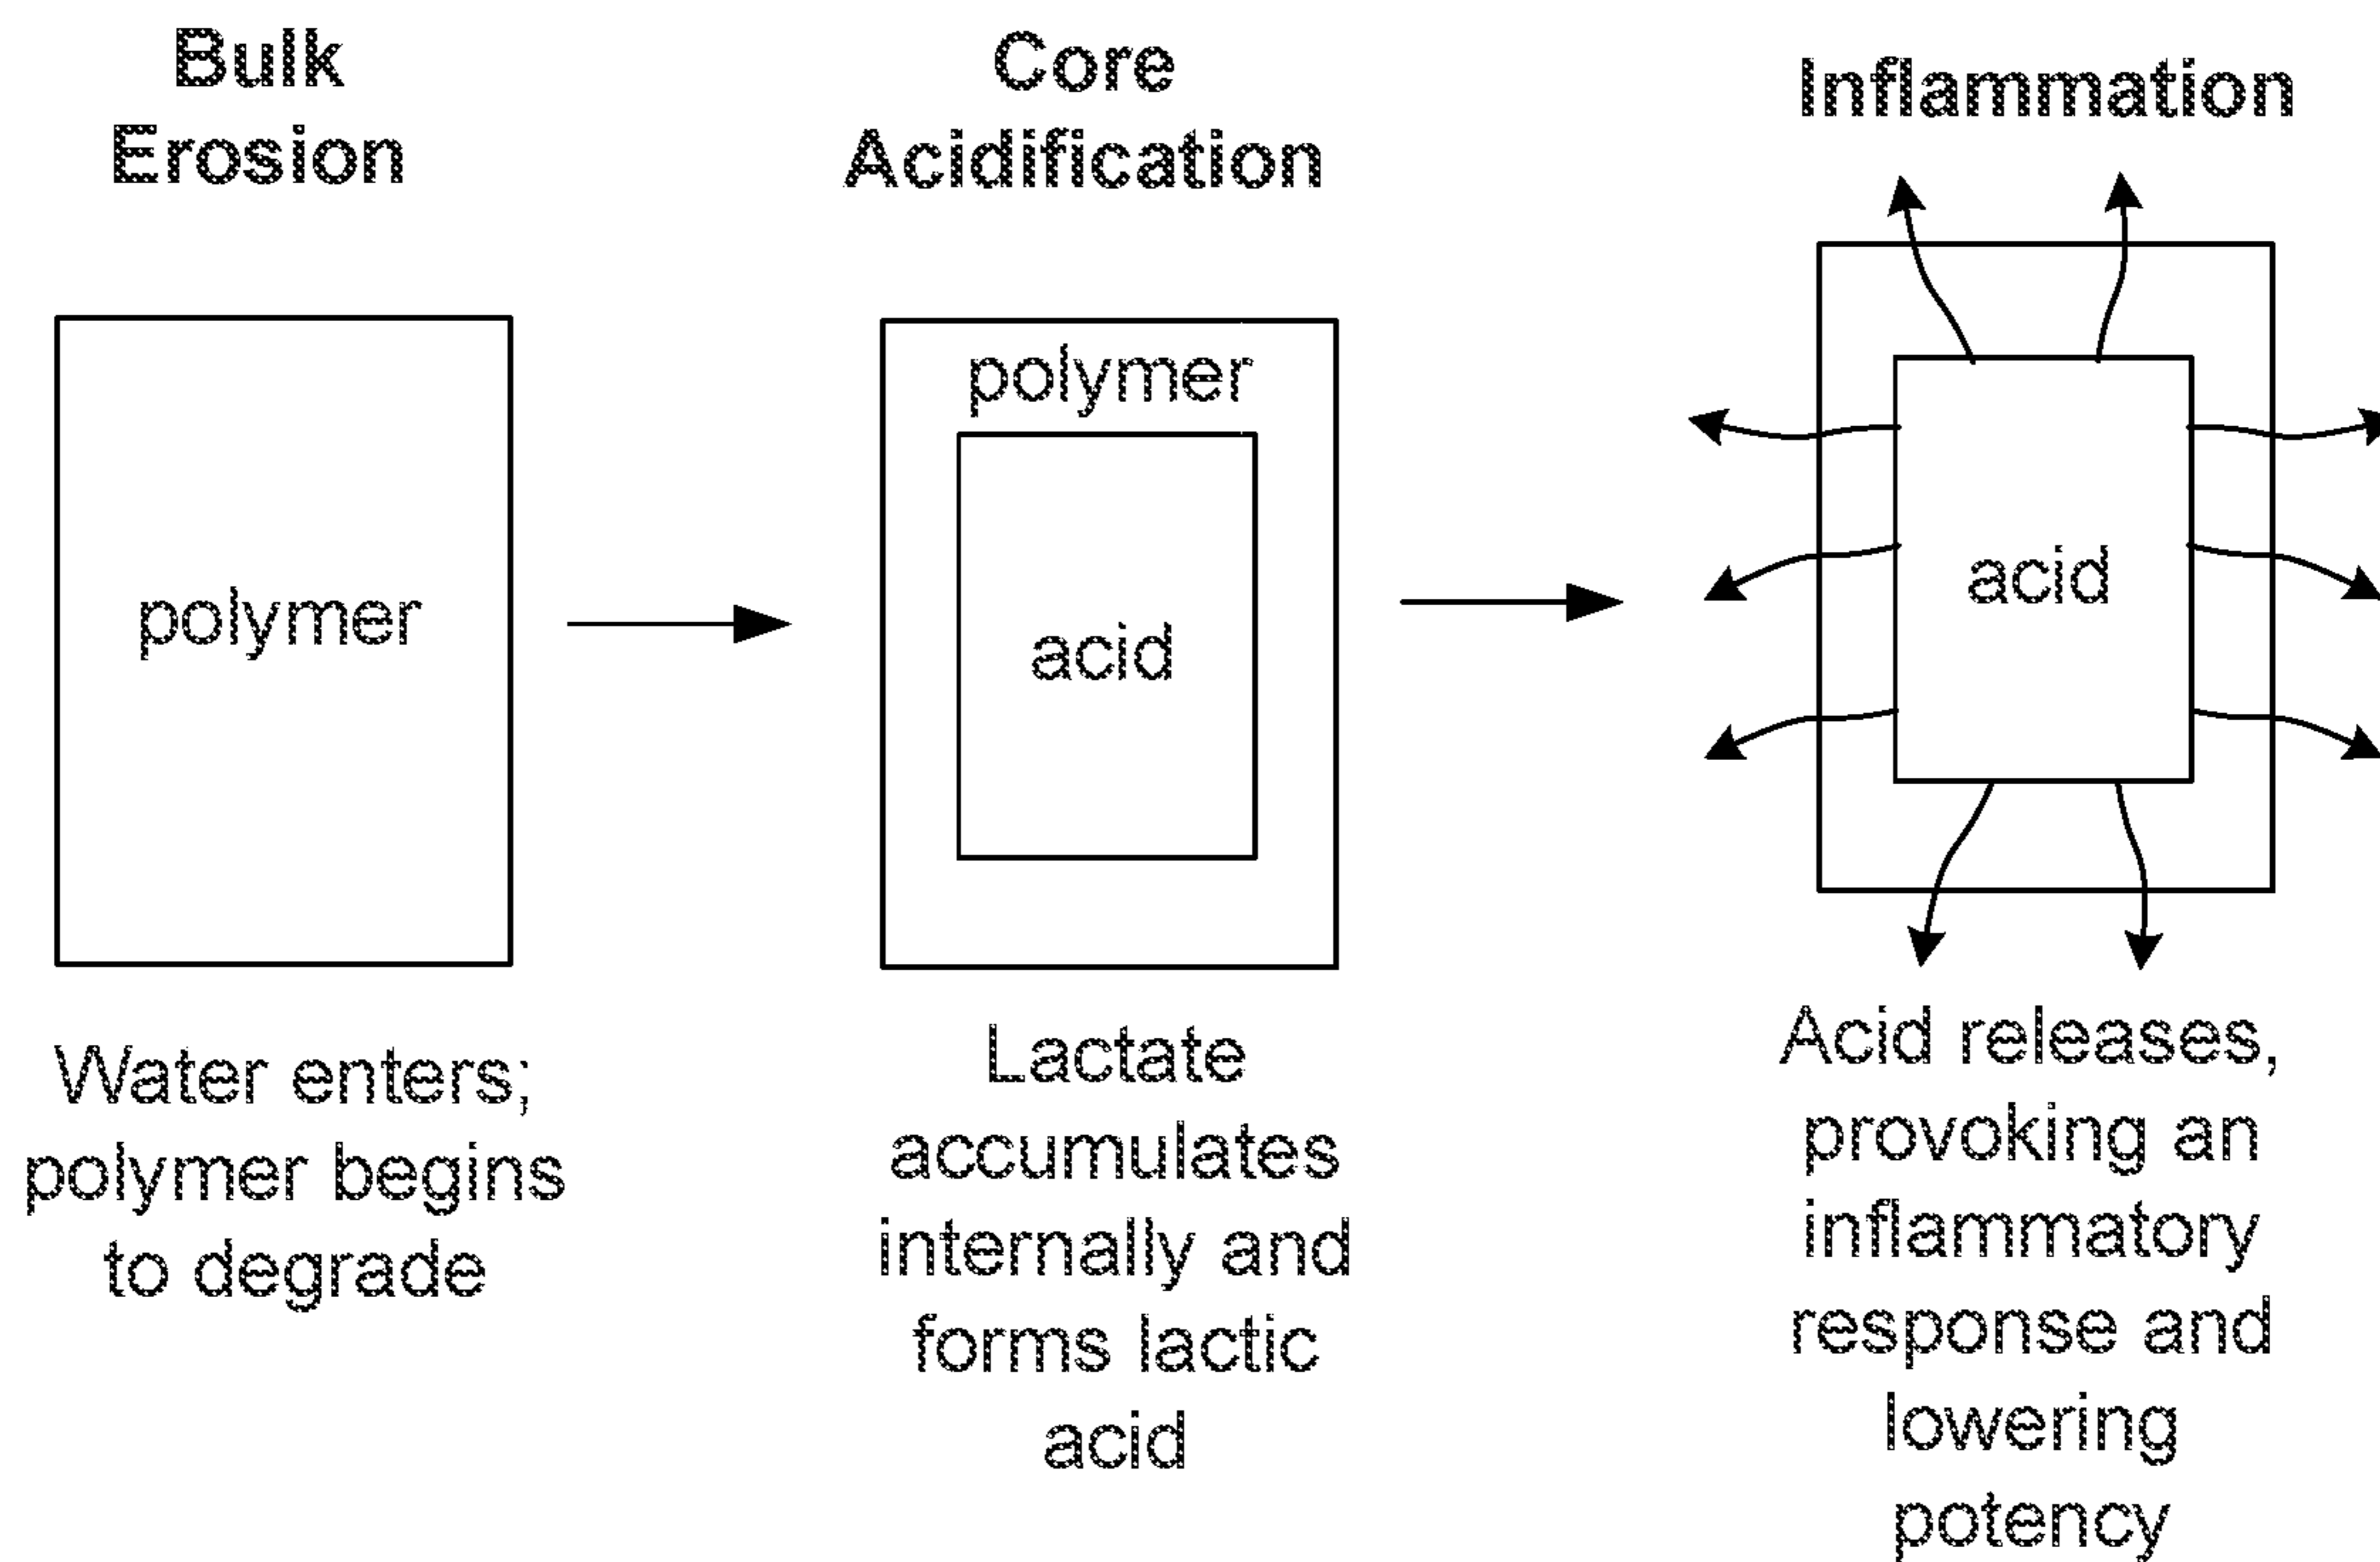 Bulk
Erosion
polymer
Water enters;
polymer begins
to degrade
Core
Acidification
polymer
acid
Lactate
accumulates
internally and
forms lactic
acid
Inflammation
acid
Acid releases,
provoking an
inflammatory
response and
lowering
potency